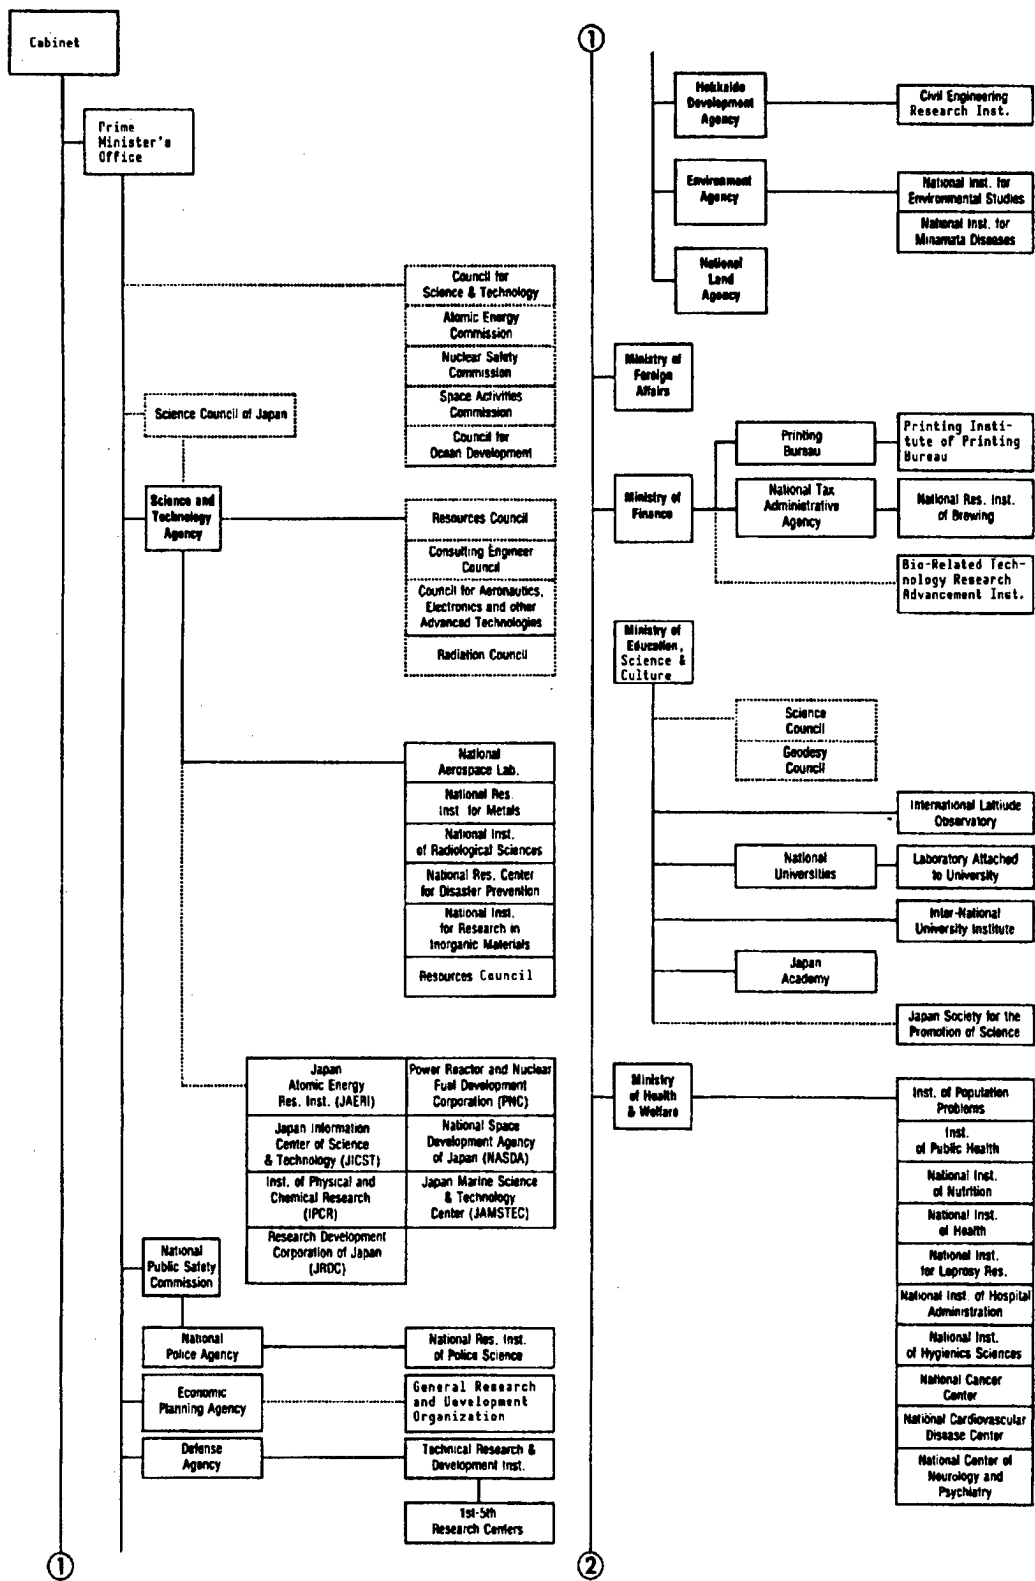 Cabinet
Prime
Minister's
Office
Council for
Science & Technology
Atomic Energy
Commission
Nuclear Safety
Commission
Space Activities
Commission
Council for
Ocean Development
Science Council of Japan
Science and
Technology
Agency
Resources Council
Consulting Engineer
Council
Council for Aeronautics,
Electronics and other
Advanced Technologies
Radiation Council
National
Aerospace Lab.
National Res.
Inst. for Metals
National Inst.
of Radiological Sciences
National Res. Center
for Disaster Prevention
National Inst.
for Research in
Inorganic Materials
Resources Council
Japan
Atomic Energy
Res. Inst. (JAERI)
Power Reactor and Nuclear
Fuel Development
Corporation (PNC)
Japan Information
Center of Science
& Technology (JICST)
National Space
Development Agency
of Japan (NASDA)
Inst. of Physical and
Chemical Research
(IPCR)
Japan Marine Science
& Technology
Center (JAMSTEC)
Research Development
Corporation of Japan
(JRDC)
National
Public Safety
Commission
National
Police Agency
National Res. Inst.
of Police Science
Economic
Planning Agency
General Research
and Development
Organization
Defense
Agency
Technical Research &
Development Inst.
1st-5th
Research Centers
1
1
Hokkaido
Development
Agency
Civil Engineering
Research Inst.
Environment
Agency
National Inst. for
Environmental Studies
National Inst. for
Minamata Diseases
National
Land
Agency
Ministry of
Foreign
Affairs
Ministry of
Finance
Printing
Bureau
Printing Insti-
tute of Printing
Bureau
National Tax
Administrative
Agency
National Res. Inst.
of Brewing
Bio-Related Tech-
nology Research
Advancement Inst.
Ministry of
Education,
Science &
Culture
Science
Council
Geodesy
Council
International Lattiude
Observatory
National
Universities
Laboratory Attached
to University
Inter-National
University Institute
Japan
Academy
Japan Society for the
Promotion of Science
Ministry
of Health
& Welfare
Inst. of Population
Problems
Inst.
of Public Health
National Inst.
of Nutrition
National Inst.
of Health
National Inst.
for Leprosy Res.
National Inst. of Hospital
Administration
National Inst.
of Hygienics Sciences
National Cancer
Center
National Cardiovascular
Disease Center
National Center of
Neurology and
Psychiatry
2